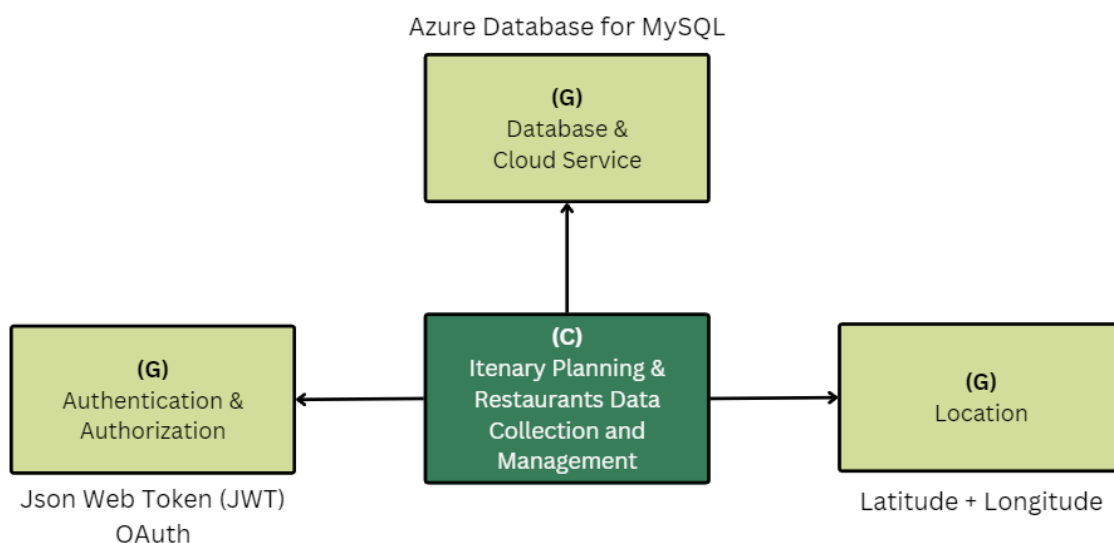 Azure Database for MySQL
(G)
Database &
Cloud Service
(C)
Itenary Planning &
Restaurants Data
Collection and
Management
(G)
Authentication &
Authorization
Json Web Token (JWT)
OAuth
(G)
Location
Latitude + Longitude